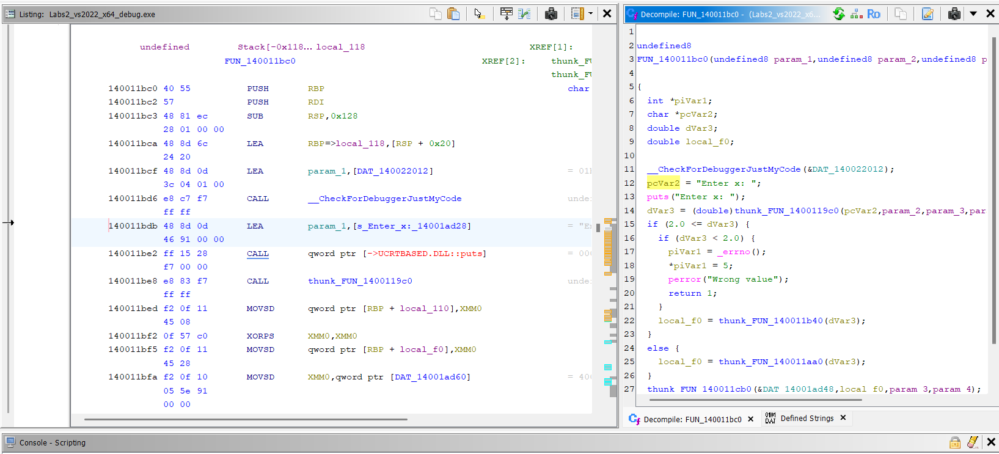 Listing: Labs2_vs2022_x64_debug.exe
undefined Stack[-0x118... local_118 XREF[1]:
FUN_140011bc0 XREF[2]: thunk_FU
thunk_FU
140011bc0 40 55 PUSH RBP char
140011bc2 57 PUSH RDI
140011bc3 48 81 ec SUB RSP,0x128
28 01 00 00
140011bca 48 8d 6c LEA RBP=>local_118,[RSP + 0x20]
24 20
140011bcf 48 8d 0d LEA param_1,[DAT_140022012] = 01
3c 04 01 00
140011bd6 e8 c7 f7 CALL __CheckForDebuggerJustMyCode unde
ff ff
140011bdb 48 8d 0d LEA param_1,[s_Enter_x:_14001ad28] = "E
46 91 00 00
140011be2 ff 15 28 CALL qword ptr [->UCRTBASED.DLL::puts] = 00
f7 00 00
140011be8 e8 83 f7 CALL thunk_FUN_1400119c0 unde
ff ff
140011bed f2 0f 11 MOVSD qword ptr [RBP + local_110],XMM0
45 08
140011bf2 0f 57 c0 XORPS XMM0,XMM0
140011bf5 f2 0f 11 MOVSD qword ptr [RBP + local_f0],XMM0
45 28
140011bfa f2 0f 10 MOVSD XMM0,qword ptr [DAT_14001ad60] = 40
05 5e 91
00 00
Decompile: FUN_140011bc0 - (Labs2_vs2022_x6...
Ro
1
2 undefined8
3 FUN_140011bc0(undefined8 param_1,undefined8 param_2,undefined8 p
4
5 {
6 int *piVar1;
7 char *pcVar2;
8 double dVar3;
9 double local_f0;
10
11 __CheckForDebuggerJustMyCode(&DAT_140022012);
12 pcVar2 = "Enter x: ";
13 puts("Enter x: ");
14 dVar3 = (double)thunk_FUN_1400119c0(pcVar2,param_2,param_3,par
15 if (2.0 <= dVar3) {
16 if (dVar3 < 2.0) {
17 piVar1 = _errno();
18 *piVar1 = 5;
19 perror("Wrong value");
20 return 1;
21 }
22 local_f0 = thunk_FUN_140011b40(dVar3);
23 }
24 else {
25 local_f0 = thunk_FUN_140011aa0(dVar3);
26 }
27 thunk_FUN_140011cb0(&DAT_14001ad48,local_f0,param_3,param_4);
Decompile: FUN_140011bc0
0101 DAT Defined Strings
Console - Scripting